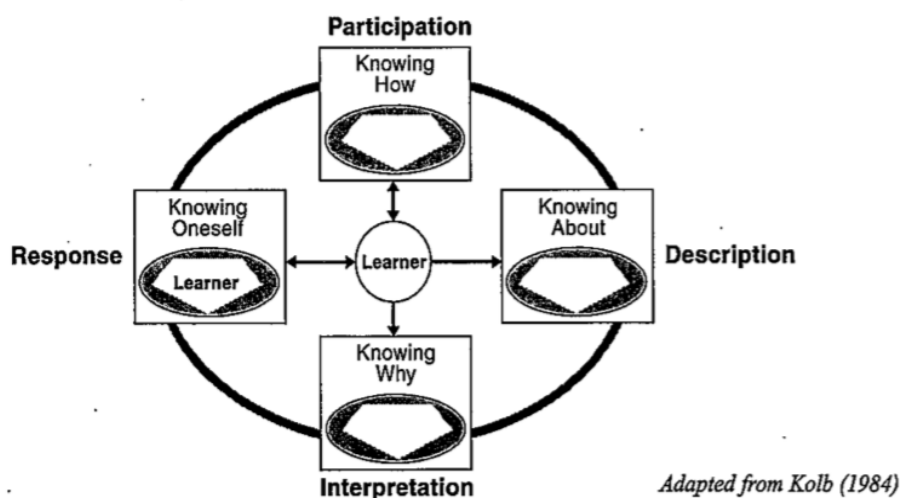 Participation
Knowing
How
Knowing
Oneself
Learner
Response
Learner
Knowing
About
Description
Knowing
Why
Interpretation
Adapted from Kolb (1984)